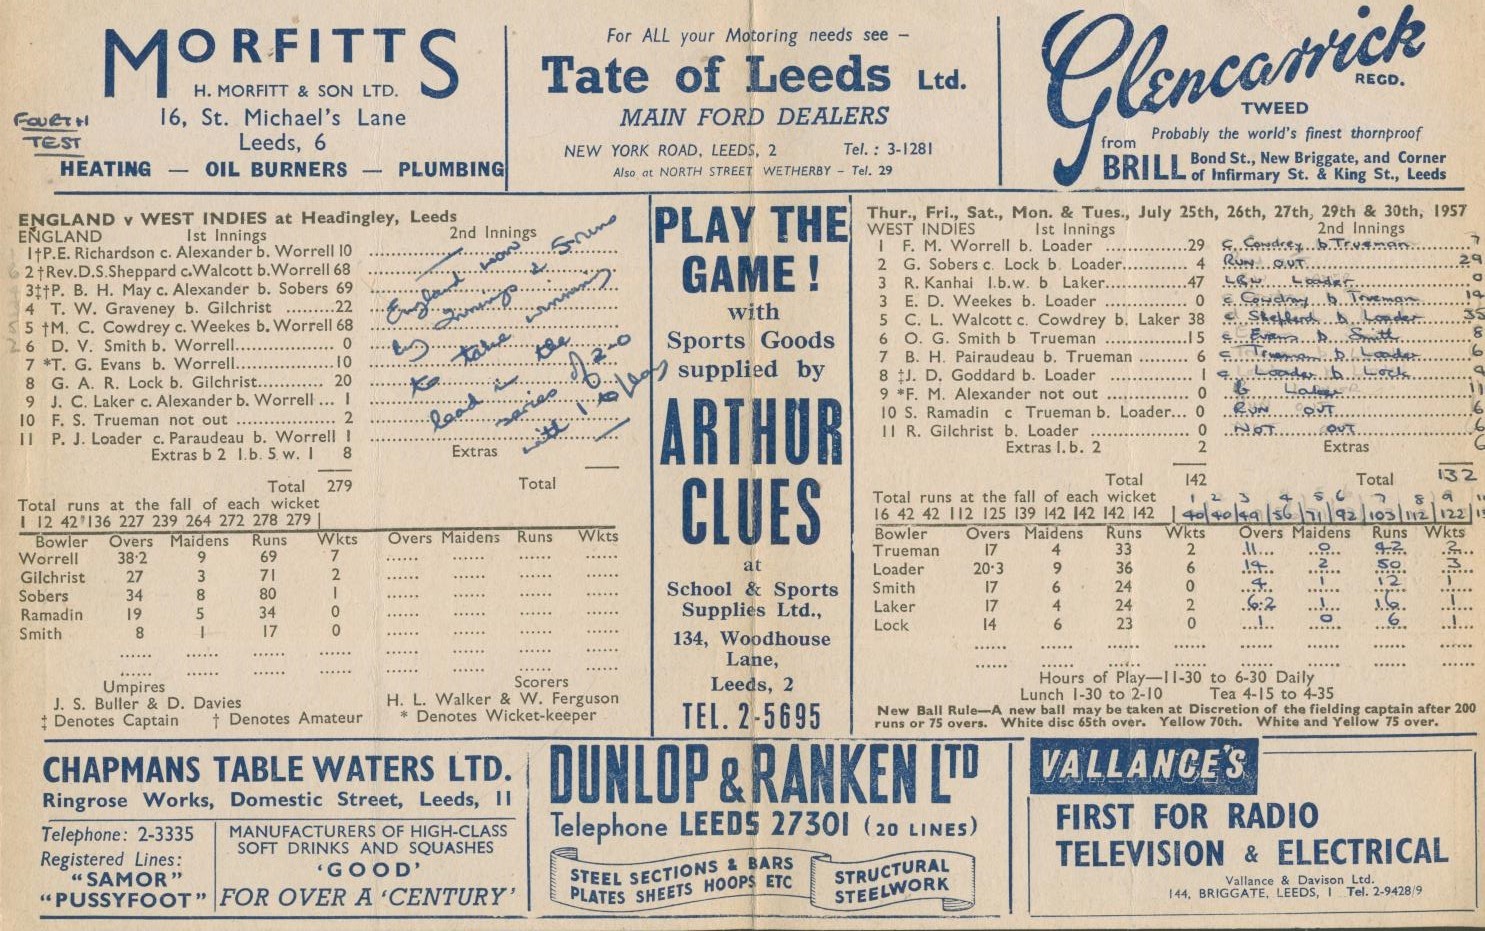 MORFITTS
H. MORFITT & SON LTD.
16, St. Michael's Lane
Leeds, 6
HEATING — OIL BURNERS — PLUMBING
FOURTH
TEST
For ALL your Motoring needs see –
Tate of Leeds Ltd.
MAIN FORD DEALERS
NEW YORK ROAD, LEEDS, 2 Tel. : 3-1281
Also at NORTH STREET WETHERBY – Tel. 29
Glencarrick
REGD.
TWEED
Probably the world's finest thornproof
from BRILL Bond St., New Briggate, and Corner
of Infirmary St. & King St., Leeds
ENGLAND v WEST INDIES at Headingley, Leeds
ENGLAND 1st Innings 2nd Innings
1†P.E. Richardson c. Alexander b. Worrell 10
2†Rev.D.S.Sheppard c.Walcott b.Worrell 68
3‡†P. B. H. May c. Alexander b. Sobers 69
4 T. W. Graveney b. Gilchrist ........22
5 †M. C. Cowdrey c. Weekes b. Worrell 68
6 D. V. Smith b. Worrell............... 0
7 *T. G. Evans b. Worrell............... 10
8 G. A. R. Lock b. Gilchrist............ 20
9 J. C. Laker c. Alexander b. Worrell ... 1
10 F. S. Trueman not out ............... 2
11 P. J. Loader c. Paraudeau b. Worrell 1
Extras b 2 l.b. 5 w. 1 8 Extras
Total 279 Total
England won
by Innings & 5 runs
to take winning
lead in the
series of 2-0
with 1 to play
Total runs at the fall of each wicket
1 12 42 136 227 239 264 272 278 279
Bowler Overs Maidens Runs Wkts Overs Maidens Runs Wkts
Worrell 38·2 9 69 7
Gilchrist 27 3 71 2
Sobers 34 8 80 1
Ramadin 19 5 34 0
Smith 8 1 17 0
Umpires Scorers
J. S. Buller & D. Davies H. L. Walker & W. Ferguson
‡ Denotes Captain † Denotes Amateur * Denotes Wicket-keeper
PLAY THE
GAME !
with
Sports Goods
supplied by
ARTHUR
CLUES
at
School & Sports
Supplies Ltd.,
134, Woodhouse
Lane,
Leeds, 2
TEL. 2-5695
Thur., Fri., Sat., Mon. & Tues., July 25th, 26th, 27th, 29th & 30th, 1957
WEST INDIES 1st Innings 2nd Innings
1 F. M. Worrell b. Loader 29 c. Cowdrey b Trueman 7
2 G. Sobers c. Lock b. Loader 4 RUN OUT 29
3 R. Kanhai l.b.w. b Laker 47 LBW Loader 0
3 E. D. Weekes b. Loader 0 c. Cowdrey b Trueman 14
5 C. L. Walcott c. Cowdrey b. Laker 38 c Sheppard b Loader 35
6 O. G. Smith b Trueman 15 c Evans b Smith 8
7 B. H. Pairaudeau b. Trueman 6 c Trueman b Loader 6
8 ‡J. D. Goddard b. Loader 1 c Loader b Lock
9 *F. M. Alexander not out 0 b Laker 11
10 S. Ramadin c Trueman b. Loader... 0 RUN OUT 6
11 R. Gilchrist b. Loader 0 NOT OUT 6
Extras l.b. 2 2 Extras 6
Total 142 Total 132
Total runs at the fall of each wicket 1 2 3 4 5 6 7 8 9
16 42 42 112 125 139 142 142 142 142 40 40 49 56 71 92 103 112 122
Bowler Overs Maidens Runs Wkts Overs Maidens Runs Wkts
Trueman 17 4 33 2 11 0 42 2
Loader 20·3 9 36 6 14 2 50 3
Smith 17 6 24 0 4 1 12 1
Laker 17 4 24 2 6·2 1 16 1
Lock 14 6 23 0 1 0 6 1
Hours of Play—11-30 to 6-30 Daily
Lunch 1-30 to 2-10 Tea 4-15 to 4-35
New Ball Rule—A new ball may be taken at Discretion of the fielding captain after 200
runs or 75 overs. White disc 65th over. Yellow 70th. White and Yellow 75 over.
CHAPMANS TABLE WATERS LTD.
Ringrose Works, Domestic Street, Leeds, 11
Telephone: 2-3335
Registered Lines:
"SAMOR"
"PUSSYFOOT"
MANUFACTURERS OF HIGH-CLASS
SOFT DRINKS AND SQUASHES
'GOOD'
FOR OVER A 'CENTURY'
DUNLOP & RANKEN LTD
Telephone LEEDS 27301 (20 LINES)
STEEL SECTIONS & BARS
PLATES SHEETS HOOPS ETC
STRUCTURAL
STEELWORK
VALLANCE'S
FIRST FOR RADIO
TELEVISION & ELECTRICAL
Vallance & Davison Ltd.
144, BRIGGATE, LEEDS, 1 Tel. 2-9428/9